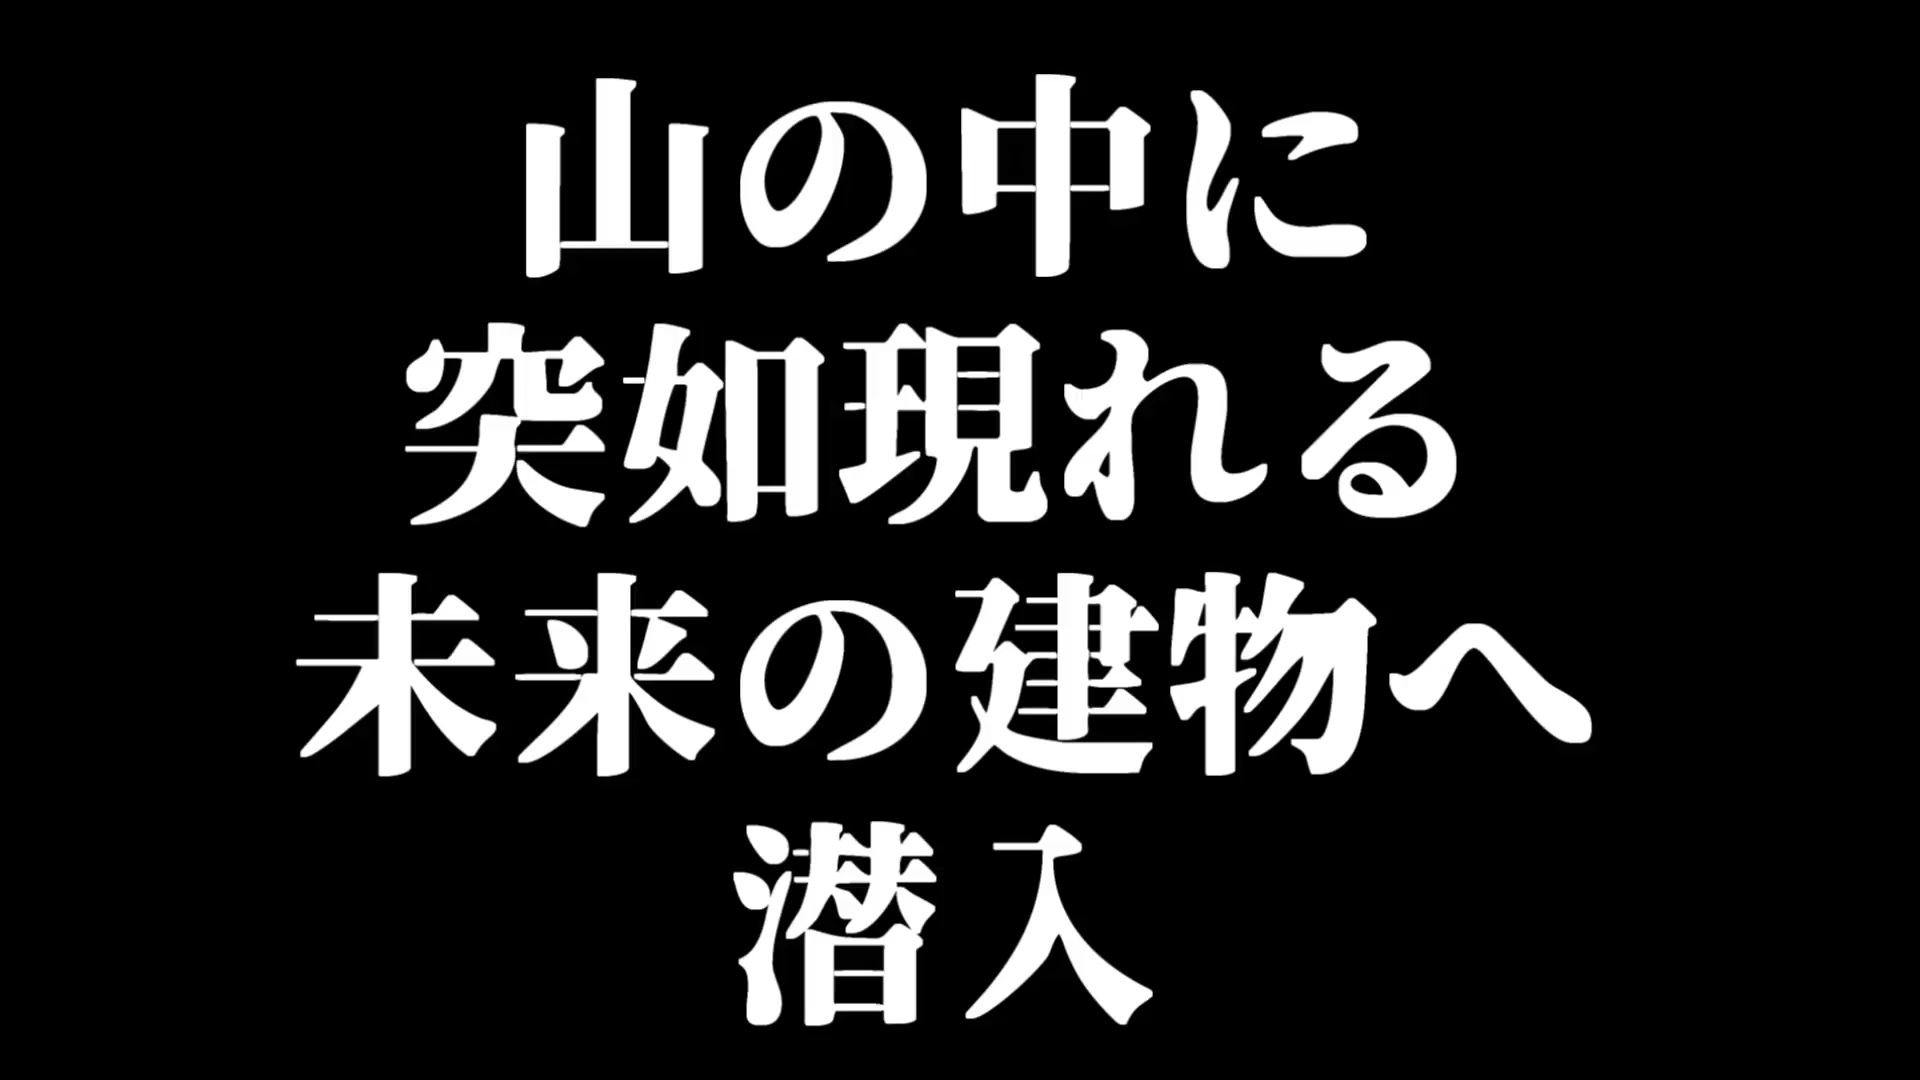 山の中に
突如現れる
未来の建物へ
潜入